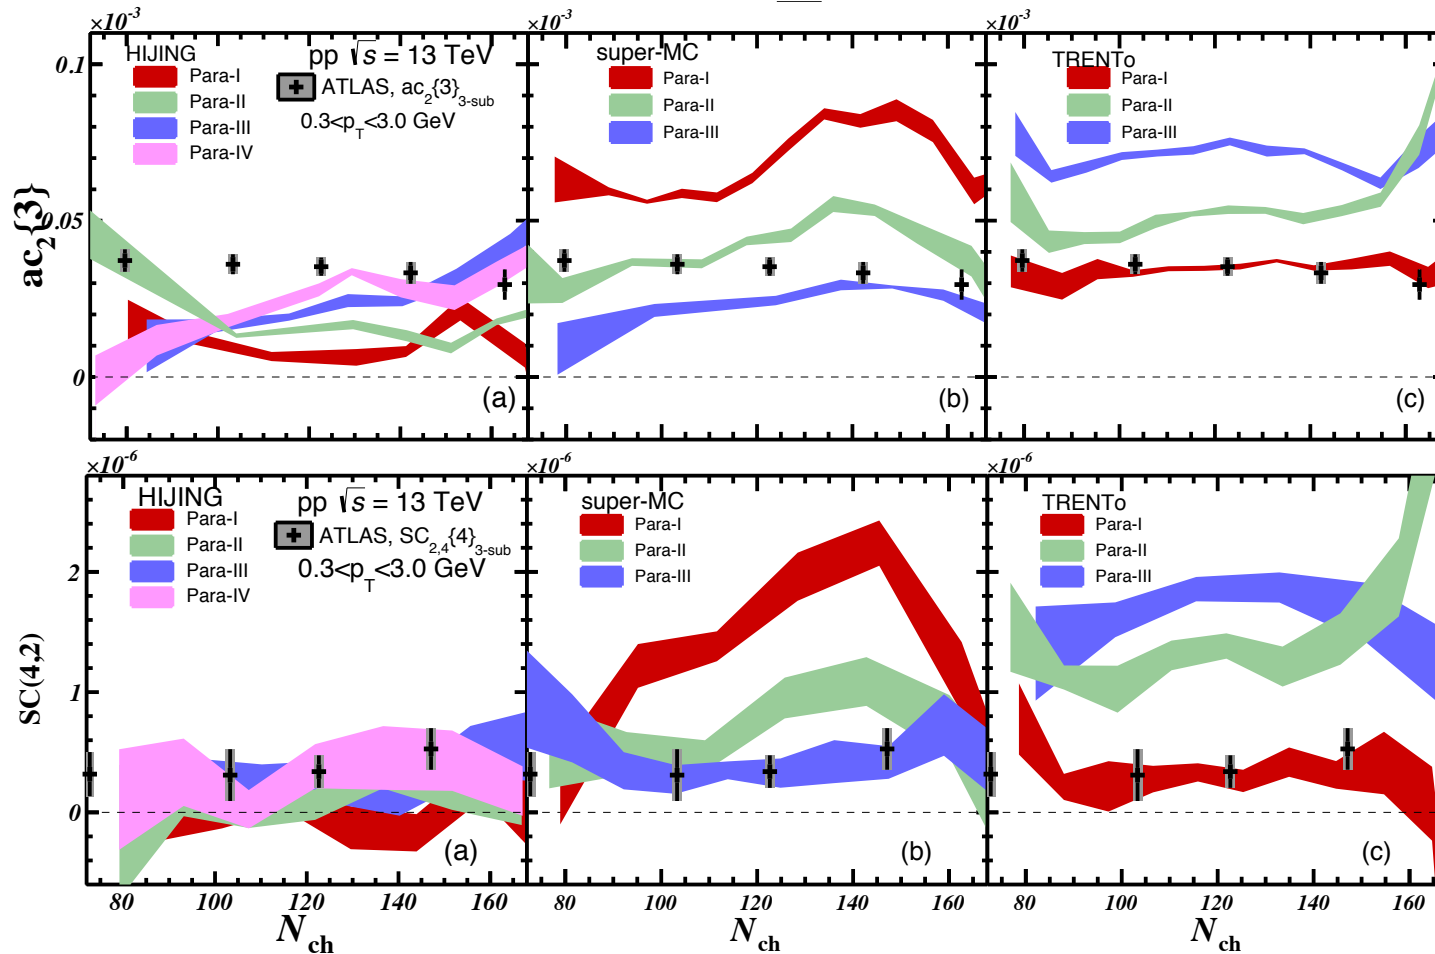 ×10-3
×10-3
×10-3
HIJING
pp √s = 13 TeV
ATLAS, ac2{3}3-sub
0.3<pT<3.0 GeV
Para-I
Para-II
Para-III
Para-IV
super-MC
Para-I
Para-II
Para-III
TRENTo
Para-I
Para-II
Para-III
0.1
0.05
0
ac2{3}
(a)
(b)
(c)
×10-6
×10-6
×10-6
HIJING
pp √s = 13 TeV
ATLAS, SC2,4{4}3-sub
0.3<pT<3.0 GeV
Para-I
Para-II
Para-III
Para-IV
super-MC
Para-I
Para-II
Para-III
TRENTo
Para-I
Para-II
Para-III
2
1
0
SC(4,2)
(a)
(b)
(c)
80 100 120 140 160
80 100 120 140 160
80 100 120 140 160
Nch
Nch
Nch